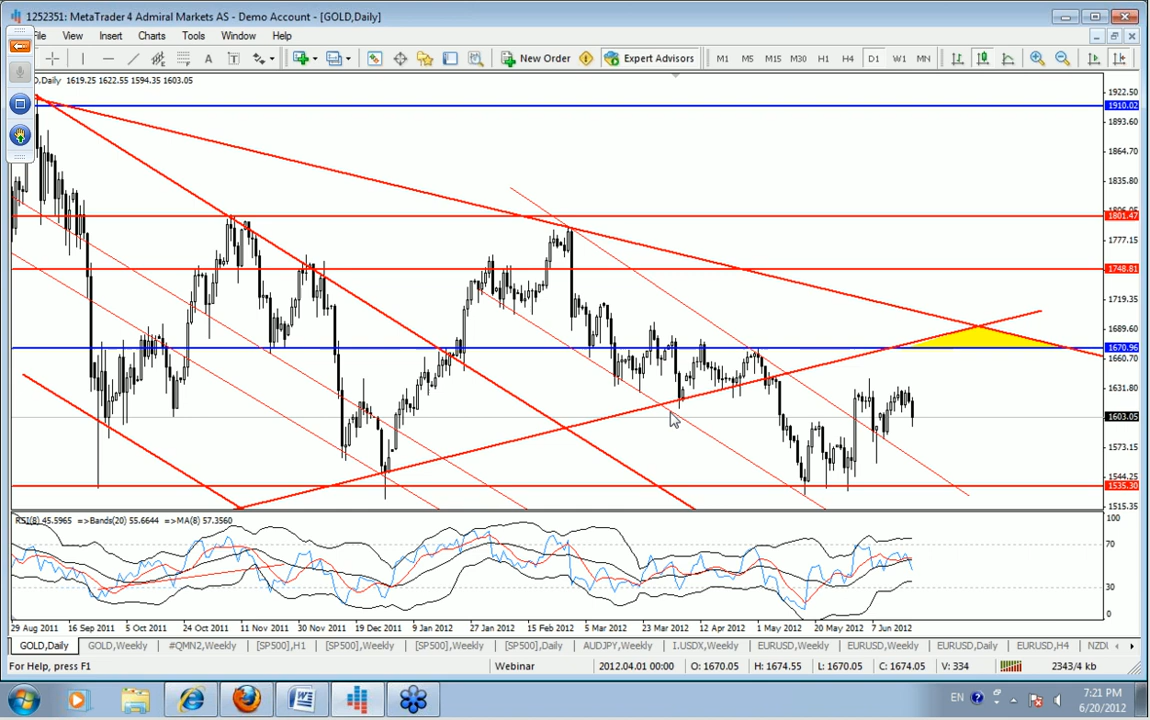 1252351: MetaTrader 4 Admiral Markets AS - Demo Account - [GOLD,Daily]
File View Insert Charts Tools Window Help
A T New Order Expert Advisors M1 M5 M15 M30 H1 H4 D1 W1 MN
D,Daily 1619.25 1622.55 1594.35 1603.05
1922.50
1910.02
1893.60
1864.70
1835.80
1801.47
1777.15
1748.81
1719.35
1689.60
1670.96
1660.70
1631.80
1603.05
1573.15
1544.25
1535.30
1515.35
RSI(8) 45.5965 =>Bands(20) 55.6644 =>MA(8) 57.3560
100
70
30
0
29 Aug 2011 16 Sep 2011 5 Oct 2011 24 Oct 2011 11 Nov 2011 30 Nov 2011 19 Dec 2011 9 Jan 2012 27 Jan 2012 15 Feb 2012 5 Mar 2012 23 Mar 2012 12 Apr 2012 1 May 2012 20 May 2012 7 Jun 2012
GOLD,Daily GOLD,Weekly #QMN2,Weekly [SP500],H1 [SP500],Weekly [SP500],Weekly [SP500],Daily AUDJPY,Weekly I.USDX,Weekly EURUSD,Weekly EURUSD,Weekly EURUSD,Daily EURUSD,H4 NZD
For Help, press F1 Webinar 2012.04.01 00:00 O: 1670.05 H: 1674.55 L: 1670.05 C: 1674.05 V: 334 2343/4 kb
EN 7:21 PM
6/20/2012